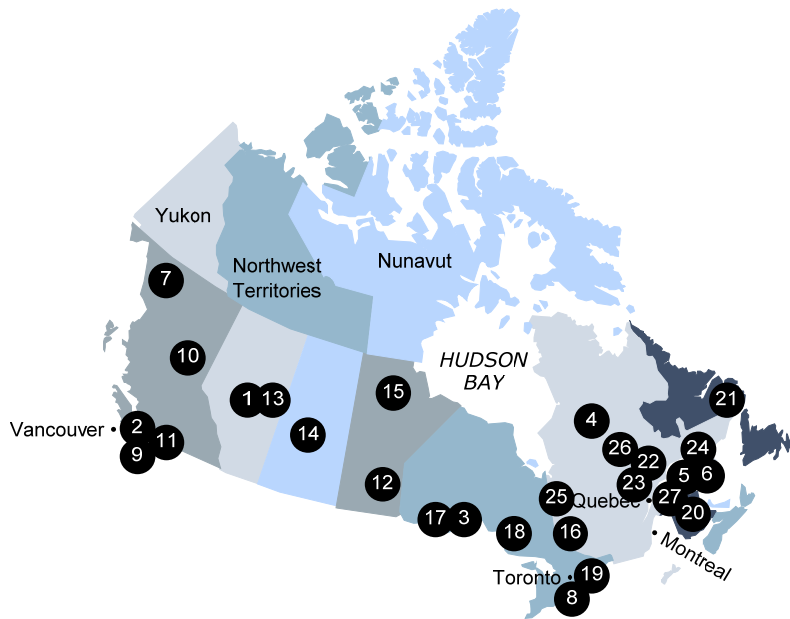 Yukon
Northwest
Territories
Nunavut
7
HUDSON
BAY
10
15
1
13
21
4
Vancouver
2
11
9
14
26
24
22
5
6
12
23
25
Quebec
27
20
17
3
18
16
Montreal
Toronto
19
8